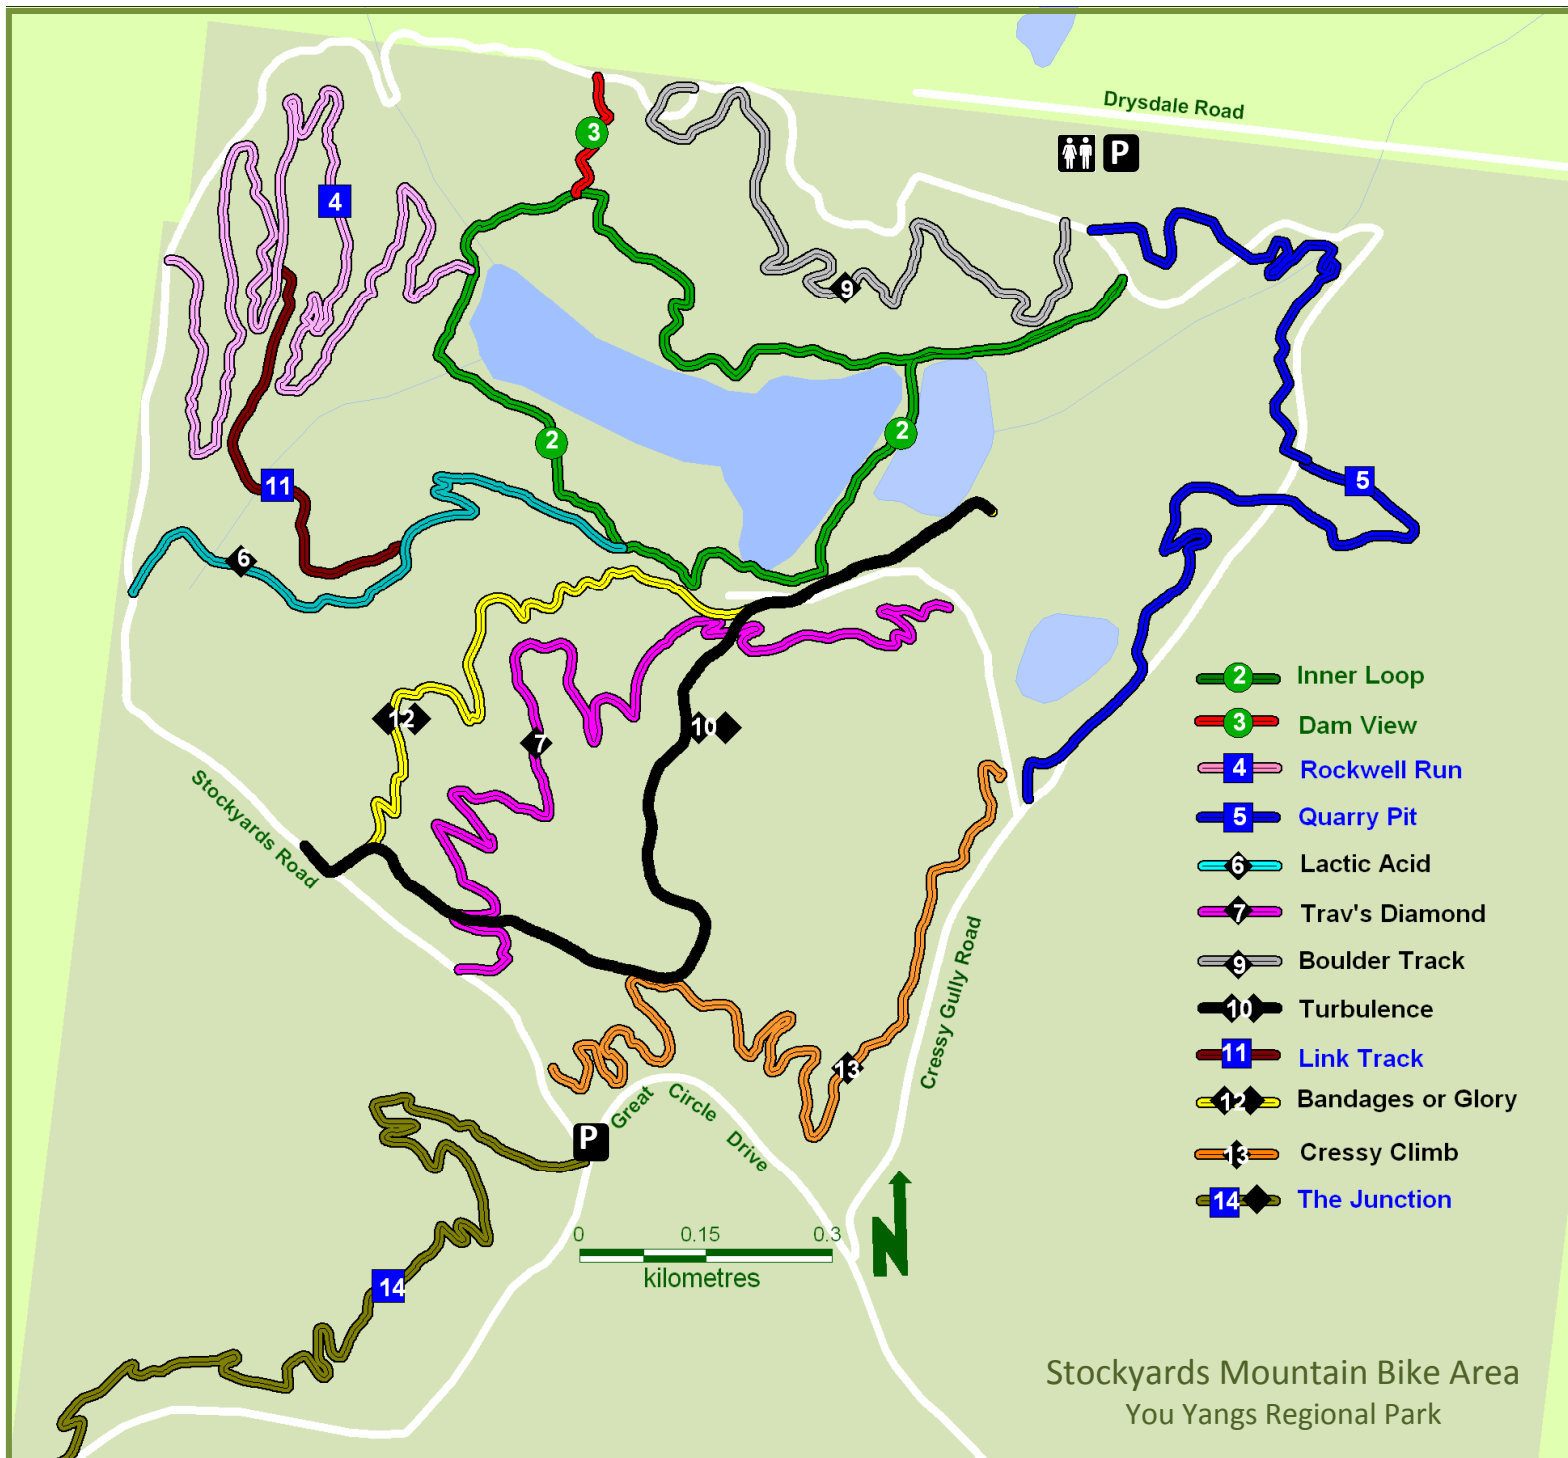 Drysdale Road
P
3
4
9
2
2
11
5
6
12
7
10
Stockyards Road
13
Cressy Gully Road
Great Circle Drive
P
14
0 0.15 0.3
kilometres
N
2 Inner Loop
3 Dam View
4 Rockwell Run
5 Quarry Pit
6 Lactic Acid
7 Trav's Diamond
9 Boulder Track
10 Turbulence
11 Link Track
12 Bandages or Glory
13 Cressy Climb
14 The Junction
Stockyards Mountain Bike Area
You Yangs Regional Park